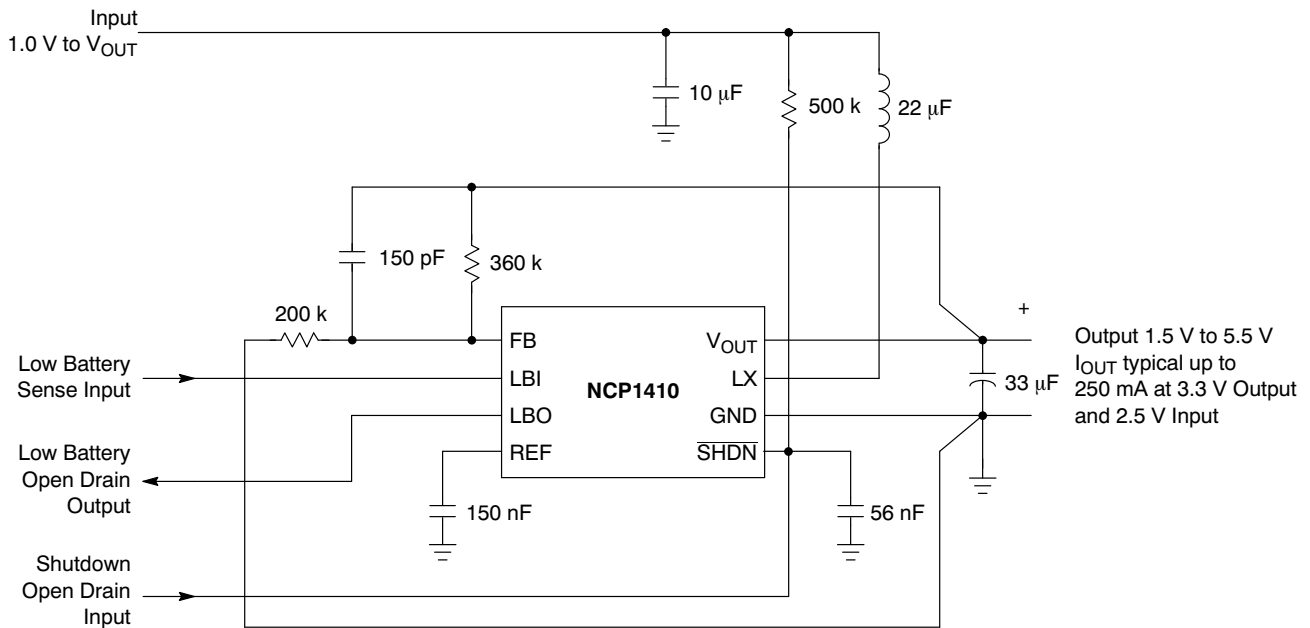 Input
1.0 V to VOUT
10 μF
500 k
22 μF
150 pF
360 k
200 k
FB
LBI
LBO
REF
NCP1410
VOUT
LX
GND
SHDN
+
33 μF
Output 1.5 V to 5.5 V
IOUT typical up to
250 mA at 3.3 V Output
and 2.5 V Input
Low Battery
Sense Input
Low Battery
Open Drain
Output
150 nF
56 nF
Shutdown
Open Drain
Input